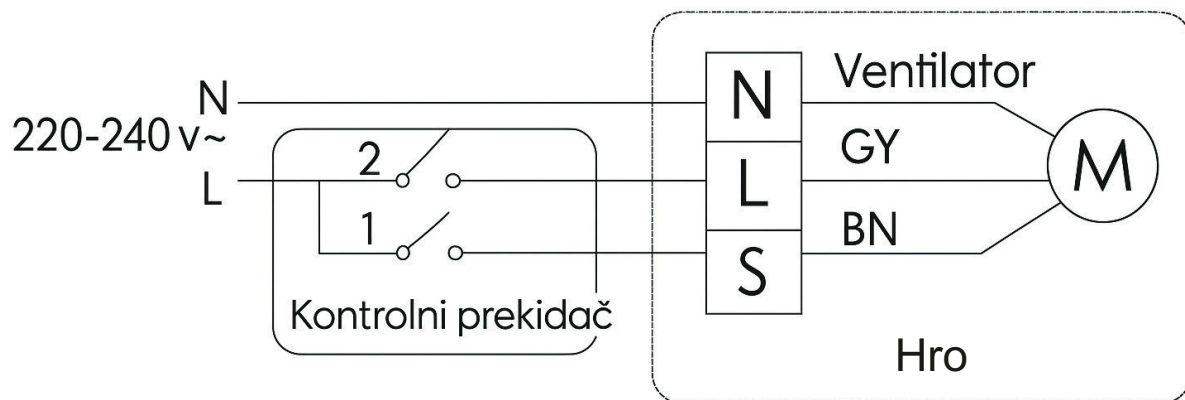 N
220-240 v~
L
2
1
Kontrolni prekidač
N
L
S
Ventilator
GY
BN
M
Hro